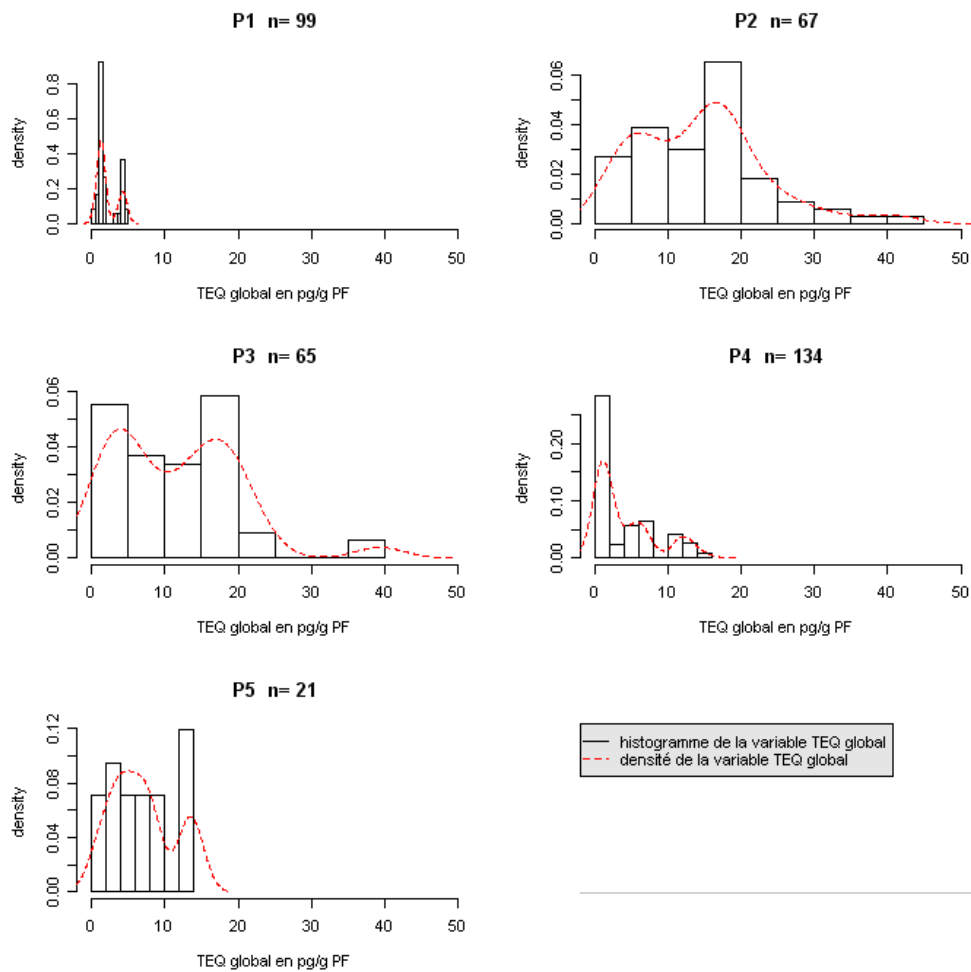 P1 n= 99
density
0.0 0.2 0.4 0.6 0.8
0 10 20 30 40 50
TEQ global en pg/g PF
P2 n= 67
density
0.00 0.02 0.04 0.06
0 10 20 30 40 50
TEQ global en pg/g PF
P3 n= 65
density
0.00 0.02 0.04 0.06
0 10 20 30 40 50
TEQ global en pg/g PF
P4 n= 134
density
0.00 0.10 0.20
0 10 20 30 40 50
TEQ global en pg/g PF
P5 n= 21
density
0.00 0.04 0.08 0.12
0 10 20 30 40 50
TEQ global en pg/g PF
histogramme de la variable TEQ global
densité de la variable TEQ global